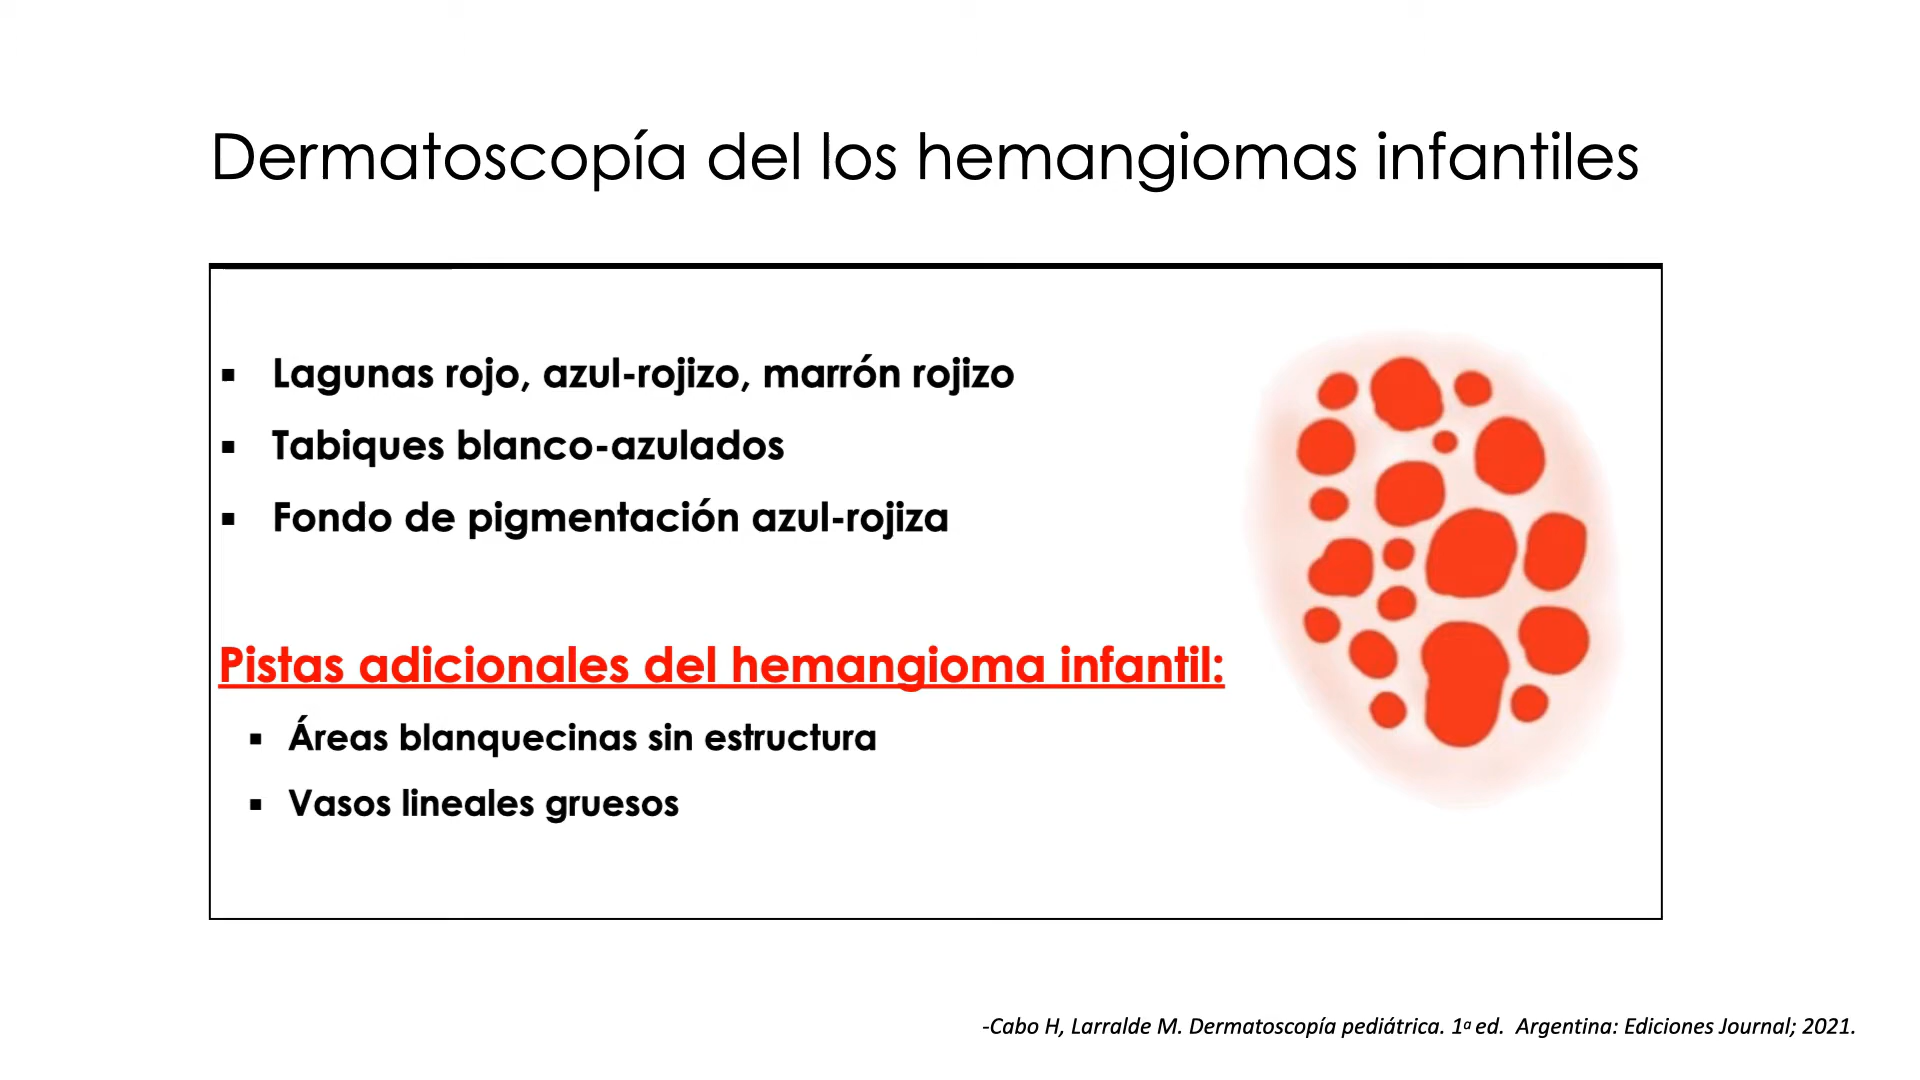 Dermatoscopía del los hemangiomas infantiles
▪ Lagunas rojo, azul-rojizo, marrón rojizo
▪ Tabiques blanco-azulados
▪ Fondo de pigmentación azul-rojiza
Pistas adicionales del hemangioma infantil:
▪ Áreas blanquecinas sin estructura
▪ Vasos lineales gruesos
-Cabo H, Larralde M. Dermatoscopía pediátrica. 1ª ed. Argentina: Ediciones Journal; 2021.